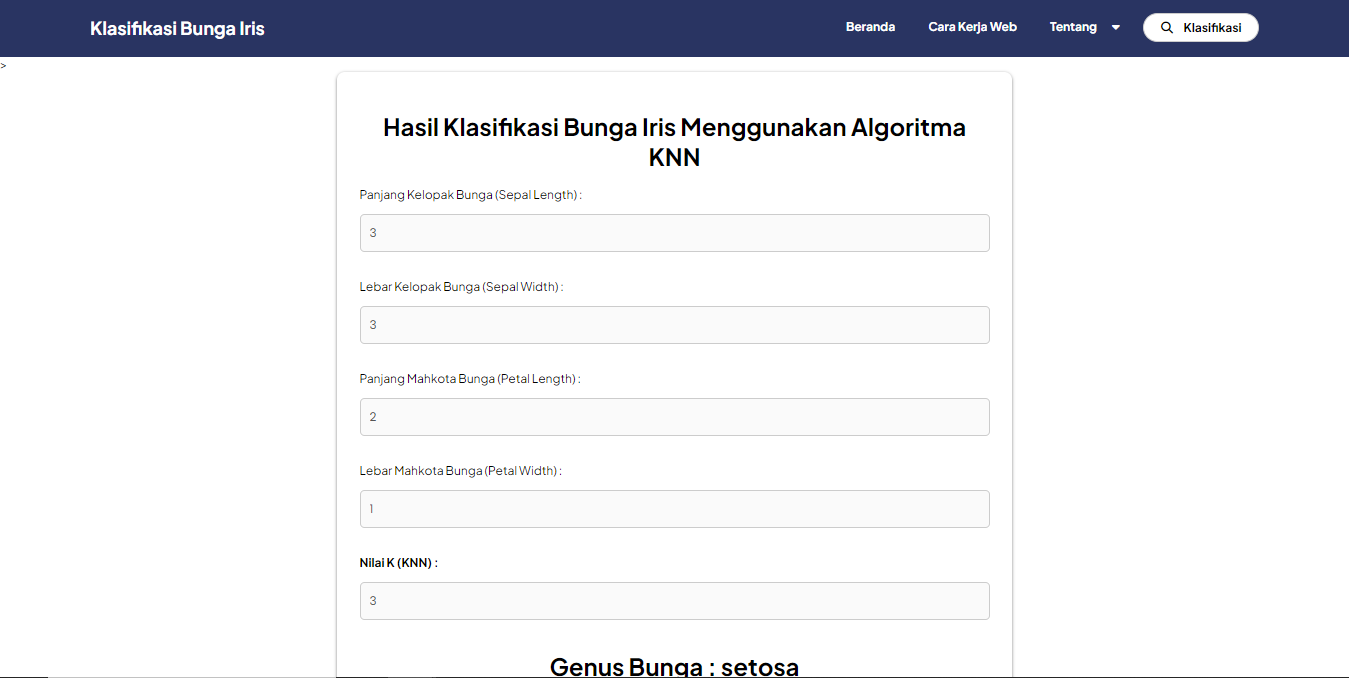 Klasifikasi Bunga Iris
Beranda
Cara Kerja Web
Tentang
Klasifikasi
>
Hasil Klasifikasi Bunga Iris Menggunakan Algoritma
KNN
Panjang Kelopak Bunga (Sepal Length) :
3
Lebar Kelopak Bunga (Sepal Width) :
3
Panjang Mahkota Bunga (Petal Length) :
2
Lebar Mahkota Bunga (Petal Width) :
1
Nilai K (KNN) :
3
Genus Bunga : setosa